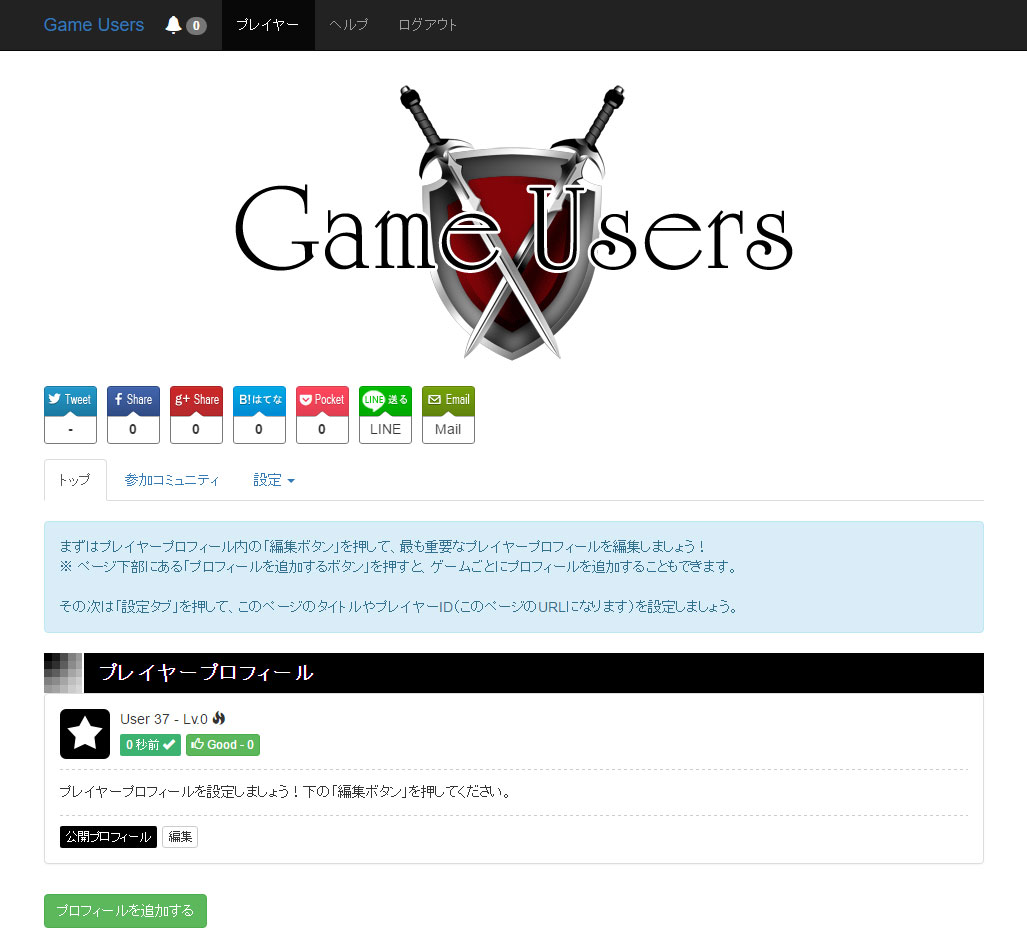 Game Users 0 プレイヤー ヘルプ ログアウト
Game Users
Tweet Share g+ Share B!はてな Pocket LINE 送る Email
- 0 0 0 0 LINE Mail
トップ 参加コミュニティ 設定
まずはプレイヤープロフィール内の「編集ボタン」を押して、最も重要なプレイヤープロフィールを編集しましょう！
※ ページ下部にある「プロフィールを追加するボタン」を押すと、ゲームごとにプロフィールを追加することもできます。
その次は「設定タブ」を押して、このページのタイトルやプレイヤーID（このページのURLになります）を設定しましょう。
プレイヤープロフィール
User 37 - Lv.0
0 秒前 Good - 0
プレイヤープロフィールを設定しましょう！下の「編集ボタン」を押してください。
公開プロフィール 編集
プロフィールを追加する